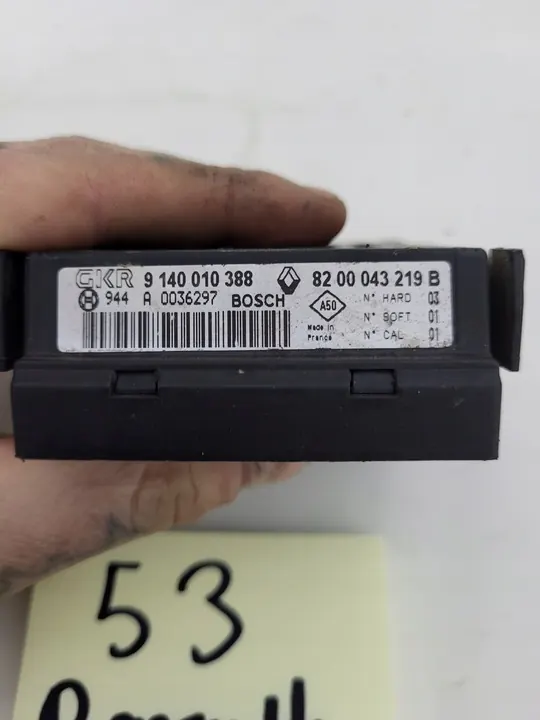 GKR 9 140 010 388 82 00 043 219 B
944 A 0036297 BOSCH A50 N° HARD 03
N° SOFT 01
Made in France N° CAL 01
53